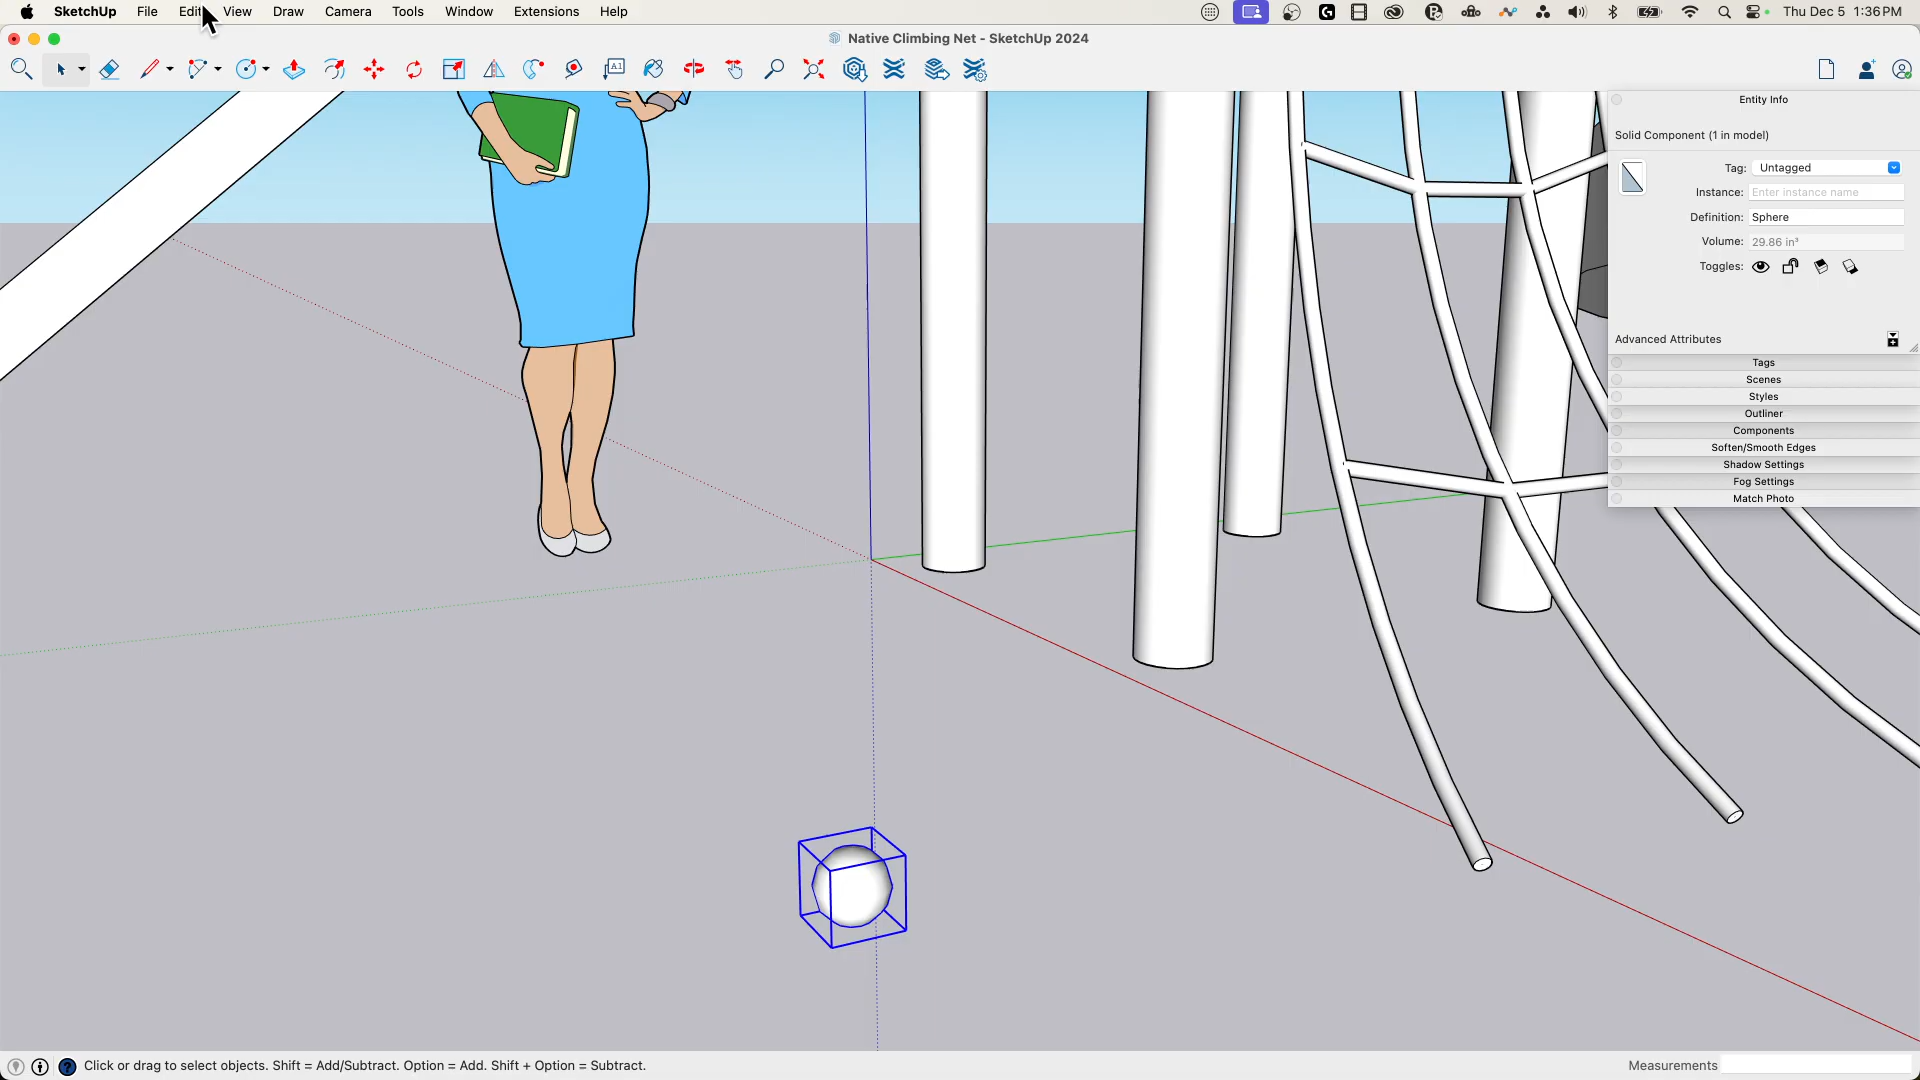 SketchUp File Edit View Draw Camera Tools Window Extensions Help Thu Dec 5 1:36 PM
Native Climbing Net - SketchUp 2024
A1
Entity Info
Solid Component (1 in model)
Tag: Untagged
Instance: Enter instance name
Definition: Sphere
Volume: 29.86 in³
Toggles:
Advanced Attributes
Tags
Scenes
Styles
Outliner
Components
Soften/Smooth Edges
Shadow Settings
Fog Settings
Match Photo
Click or drag to select objects. Shift = Add/Subtract. Option = Add. Shift + Option = Subtract.
Measurements